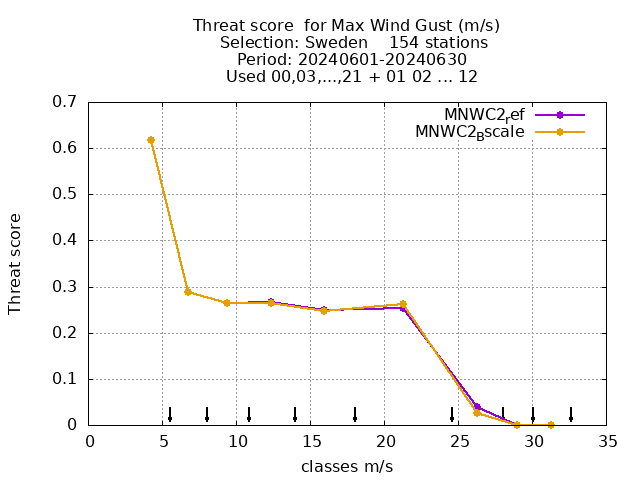 Threat score  for Max Wind Gust (m/s)
Selection: Sweden    154 stations
Period: 20240601-20240630
Used 00,03,...,21 + 01 02 ... 12
MNWC2ref
MNWC2Bscale
0.7
0.6
0.5
0.4
0.3
0.2
0.1
0
Threat score
0 5 10 15 20 25 30 35
classes m/s